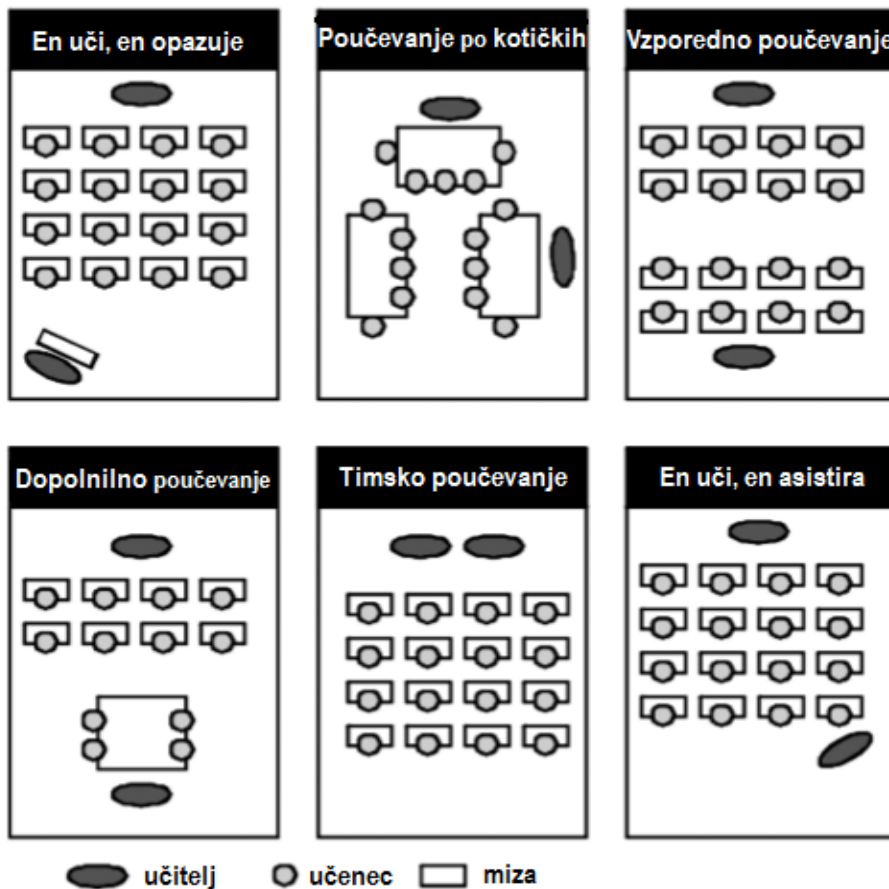 En uči, en opazuje
Poučevanje po kotičkih
Vzporedno poučevanje
Dopolnilno poučevanje
Timsko poučevanje
En uči, en asistira
učitelj
učenec
miza